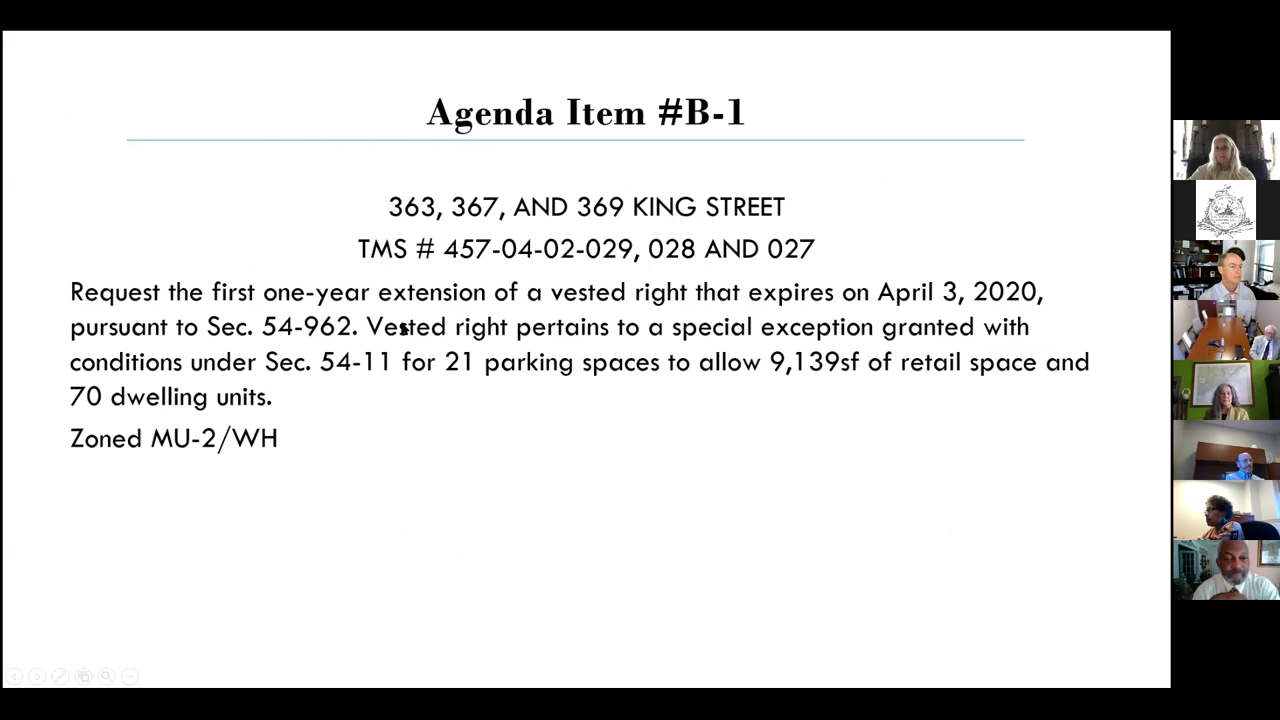 Agenda Item #B-1
363, 367, AND 369 KING STREET
TMS # 457-04-02-029, 028 AND 027
Request the first one-year extension of a vested right that expires on April 3, 2020,
pursuant to Sec. 54-962. Vested right pertains to a special exception granted with
conditions under Sec. 54-11 for 21 parking spaces to allow 9,139sf of retail space and
70 dwelling units.
Zoned MU-2/WH